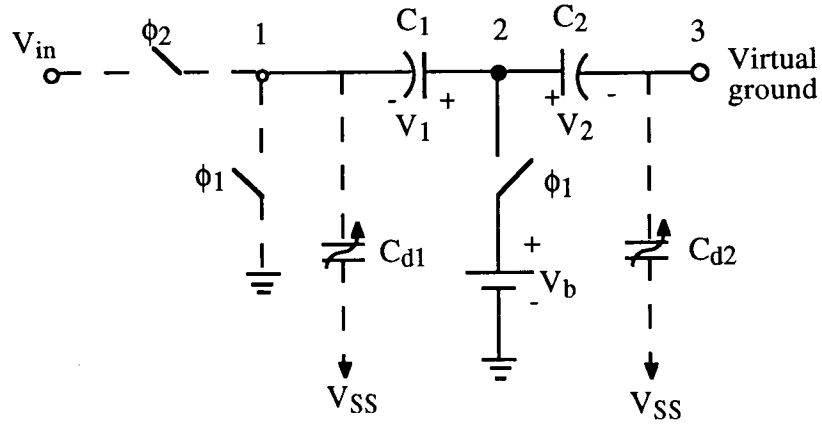 C₁ C₂
V_in ϕ₂ 1 2 3
Virtual
ground
- + + -
V₁ V₂
ϕ₁ ϕ₁
C_d1 + V_b - C_d2
V_SS V_SS